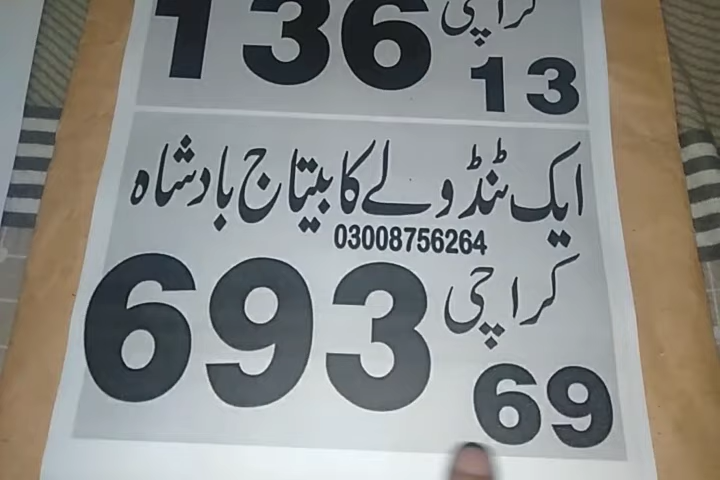 136 کراچی
13
ایک ٹنڈولے کا بیتاج بادشاہ
03008756264
693 کراچی
69